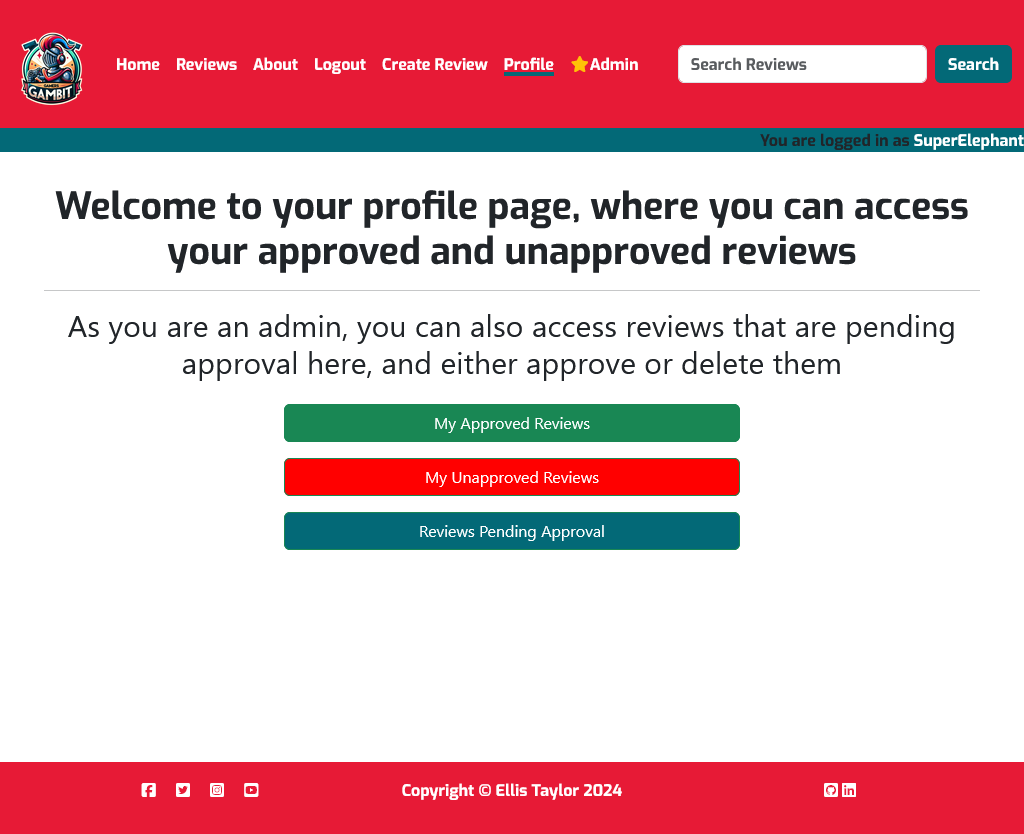 GAMBIT
Home Reviews About Logout Create Review Profile Admin Search Reviews Search
You are logged in as SuperElephant
Welcome to your profile page, where you can access
your approved and unapproved reviews
As you are an admin, you can also access reviews that are pending
approval here, and either approve or delete them
My Approved Reviews
My Unapproved Reviews
Reviews Pending Approval
Copyright © Ellis Taylor 2024